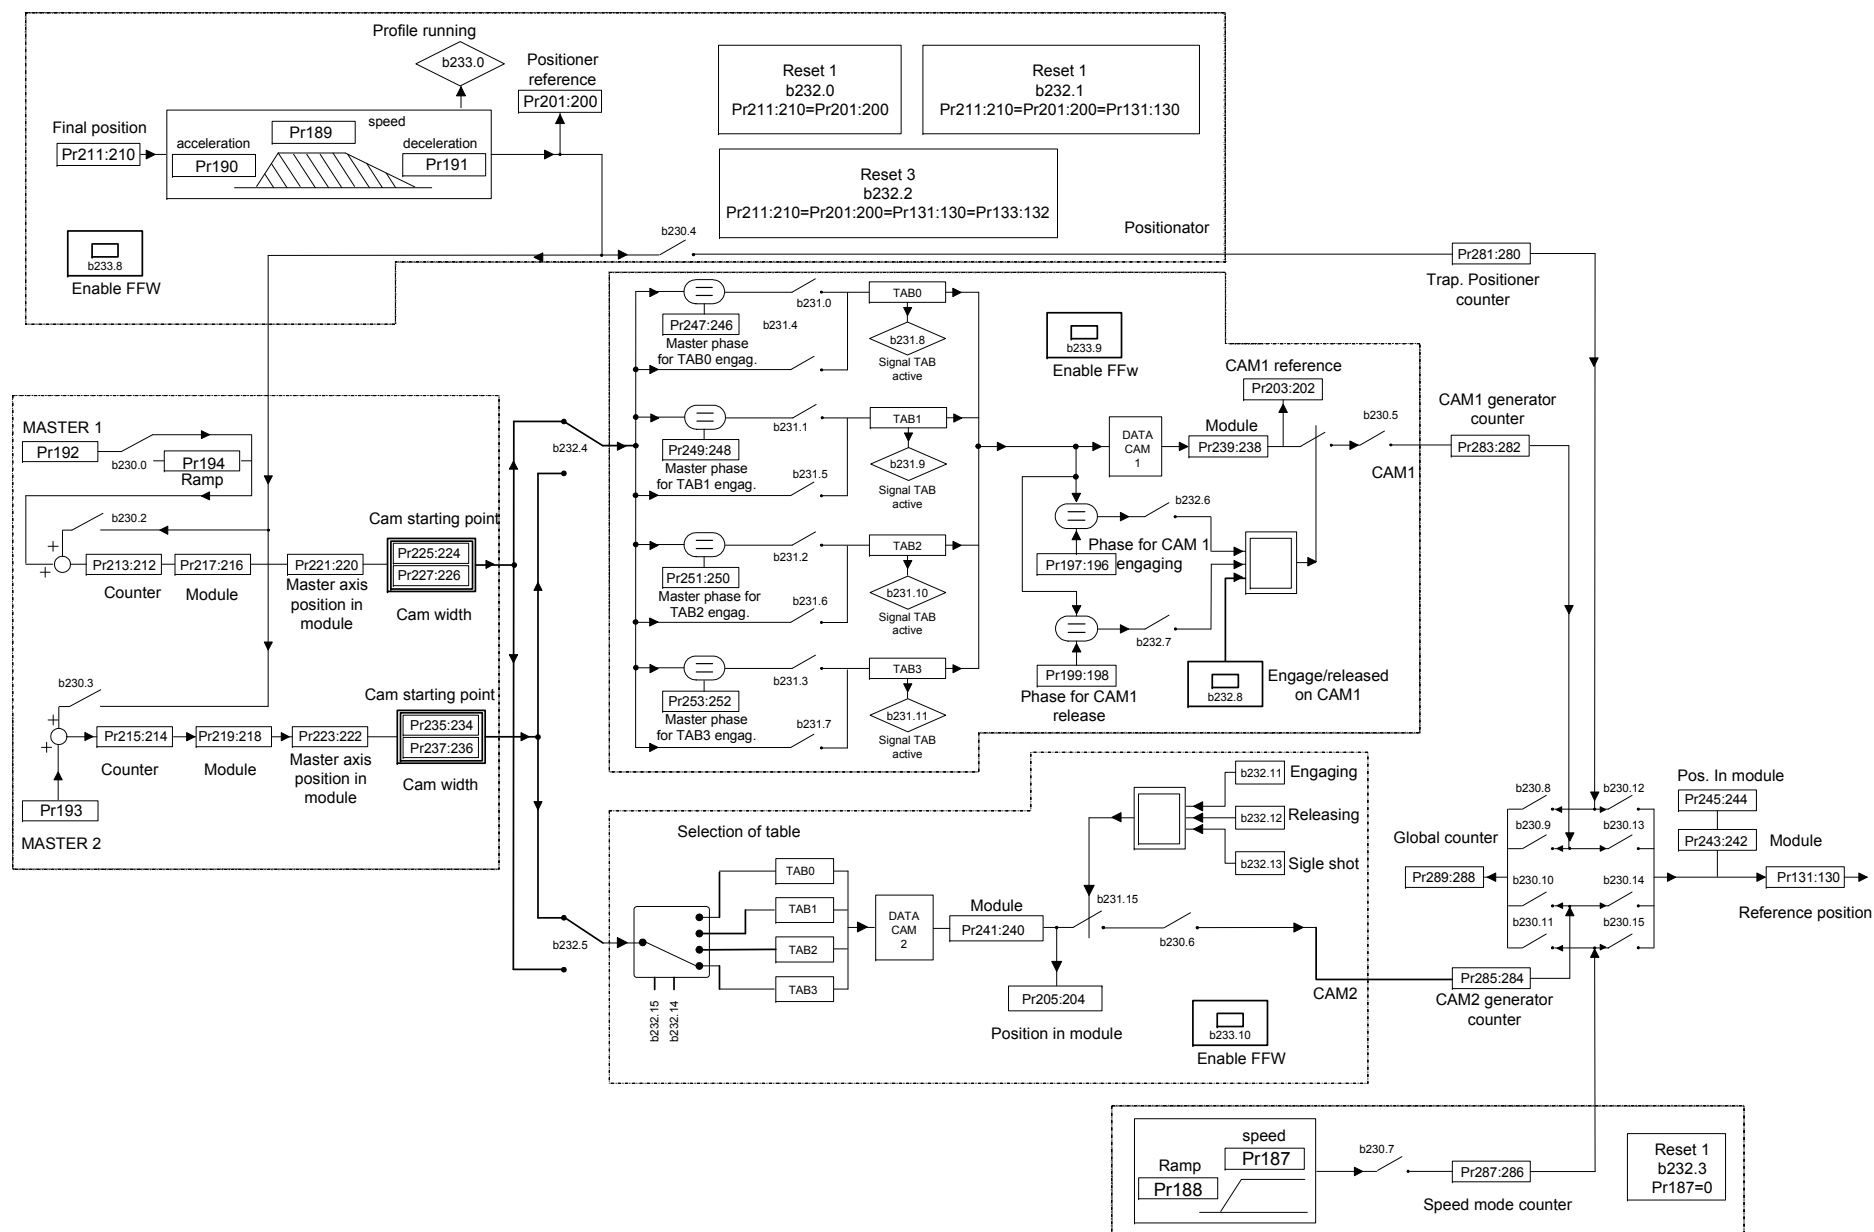 Profile running
b233.0
Positioner
reference
Pr201:200
Final position
Pr211:210
acceleration
Pr190
Pr189
speed
deceleration
Pr191
b233.8
Enable FFW
Reset 1
b232.0
Pr211:210=Pr201:200
Reset 1
b232.1
Pr211:210=Pr201:200=Pr131:130
Reset 3
b232.2
Pr211:210=Pr201:200=Pr131:130=Pr133:132
Positionator
b230.4
Pr281:280
Trap. Positioner
counter
MASTER 1
Pr192
b230.0
Pr194
Ramp
b230.2
+
+
Pr213:212
Counter
Pr217:216
Module
Pr221:220
Master axis
position in
module
Cam starting point
Pr225:224
Pr227:226
Cam width
b230.3
+
+
Pr215:214
Counter
Pr219:218
Module
Pr223:222
Master axis
position in
module
Cam starting point
Pr235:234
Pr237:236
Cam width
Pr193
MASTER 2
b232.4
b232.5
Pr247:246
Master phase
for TAB0 engag.
b231.0
b231.4
TAB0
b231.8
Signal TAB
active
Pr249:248
Master phase
for TAB1 engag.
b231.1
b231.5
TAB1
b231.9
Signal TAB
active
Pr251:250
Master phase for
TAB2 engag.
b231.2
b231.6
TAB2
b231.10
Signal TAB
active
Pr253:252
Master phase
for TAB3 engag.
b231.3
b231.7
TAB3
b231.11
Signal TAB
active
b233.9
Enable FFw
DATA
CAM
1
Module
Pr239:238
CAM1 reference
Pr203:202
b230.5
CAM1
CAM1 generator
counter
Pr283:282
b232.6
Phase for CAM 1
engaging
Pr197:196
b232.7
Pr199:198
Phase for CAM1
release
b232.8
Engage/released
on CAM1
Selection of table
TAB0
TAB1
TAB2
TAB3
b232.15
b232.14
DATA
CAM
2
Module
Pr241:240
Pr205:204
Position in module
b231.15
b230.6
b232.11
Engaging
b232.12
Releasing
b232.13
Sigle shot
CAM2
b233.10
Enable FFW
Pr285:284
CAM2 generator
counter
b230.8
b230.12
b230.9
b230.13
b230.10
b230.14
b230.11
b230.15
Global counter
Pr289:288
Pos. In module
Pr245:244
Pr243:242
Module
Pr131:130
Reference position
Ramp
Pr188
speed
Pr187
b230.7
Pr287:286
Speed mode counter
Reset 1
b232.3
Pr187=0